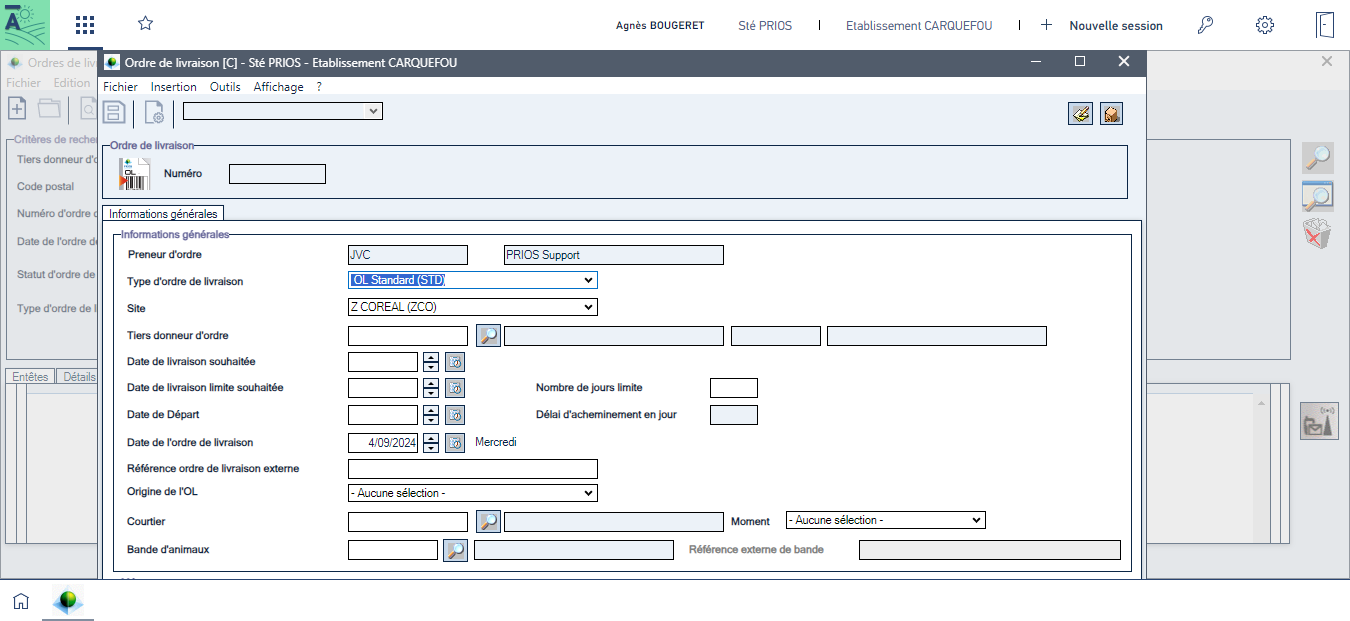 Agnès BOUGERET Sté PRIOS | Etablissement CARQUEFOU | + Nouvelle session
Ordres de liv
Ordre de livraison [C] - Sté PRIOS - Etablissement CARQUEFOU
Fichier Edition
Fichier Insertion Outils Affichage ?
Critères de recher
Tiers donneur d'o
Code postal
Numéro d'ordre d
Date de l'ordre de
Statut d'ordre de
Type d'ordre de l
Entêtes Détails
Ordre de livraison
OL
Numéro
Informations générales
Informations générales
Preneur d'ordre JVC PRIOS Support
Type d'ordre de livraison OL Standard (STD)
Site Z COREAL (ZCO)
Tiers donneur d'ordre
Date de livraison souhaitée
Date de livraison limite souhaitée Nombre de jours limite
Date de Départ Délai d'acheminement en jour
Date de l'ordre de livraison 4/09/2024 Mercredi
Référence ordre de livraison externe
Origine de l'OL - Aucune sélection -
Courtier Moment - Aucune sélection -
Bande d'animaux Référence externe de bande